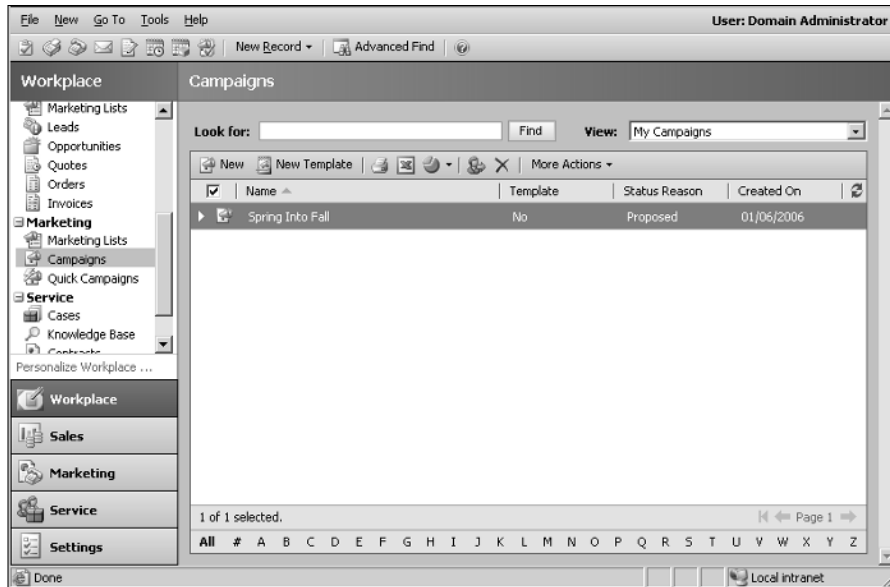 File New Go To Tools Help
User: Domain Administrator
New Record Advanced Find
Workplace
Campaigns
Marketing Lists
Leads
Opportunities
Quotes
Orders
Invoices
Marketing
Marketing Lists
Campaigns
Quick Campaigns
Service
Cases
Knowledge Base
Contracts
Personalize Workplace ...
Workplace
Sales
Marketing
Service
Settings
Look for: Find View: My Campaigns
New New Template More Actions
Name Template Status Reason Created On
Spring Into Fall No Proposed 01/06/2006
1 of 1 selected. Page 1
All # A B C D E F G H I J K L M N O P Q R S T U V W X Y Z
Done Local intranet